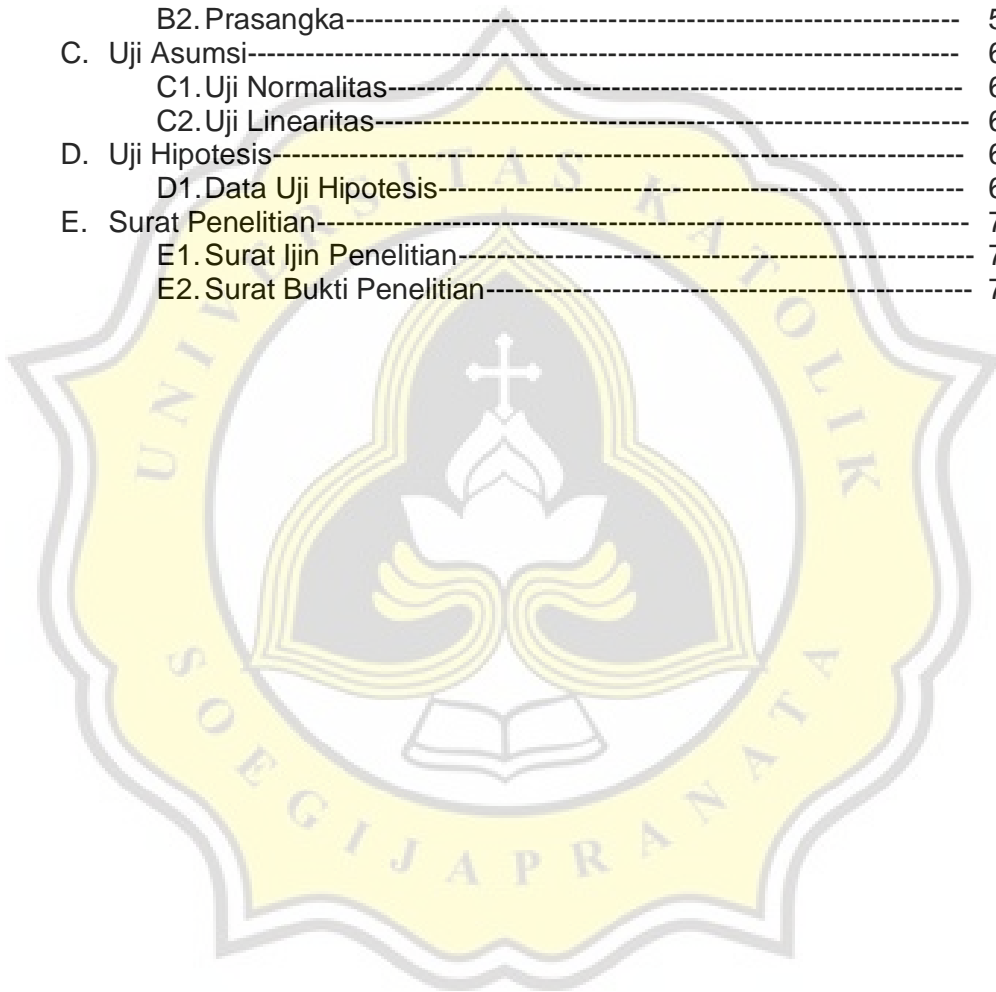 B2. Prasangka----------------------------------------------------------------- 5
C. Uji Asumsi-------------------------------------------------------------------------- 6
C1. Uji Normalitas------------------------------------------------------------ 6
C2. Uji Linearitas-------------------------------------------------------------- 6
D. Uji Hipotesis------------------------------------------------------------------------ 6
D1. Data Uji Hipotesis------------------------------------------------------- 6
E. Surat Penelitian-------------------------------------------------------------------- 7
E1. Surat Ijin Penelitian------------------------------------------------------ 7
E2. Surat Bukti Penelitian--------------------------------------------------- 7
UNIVERSITAS KATOLIK
SOEGIJAPRANATA